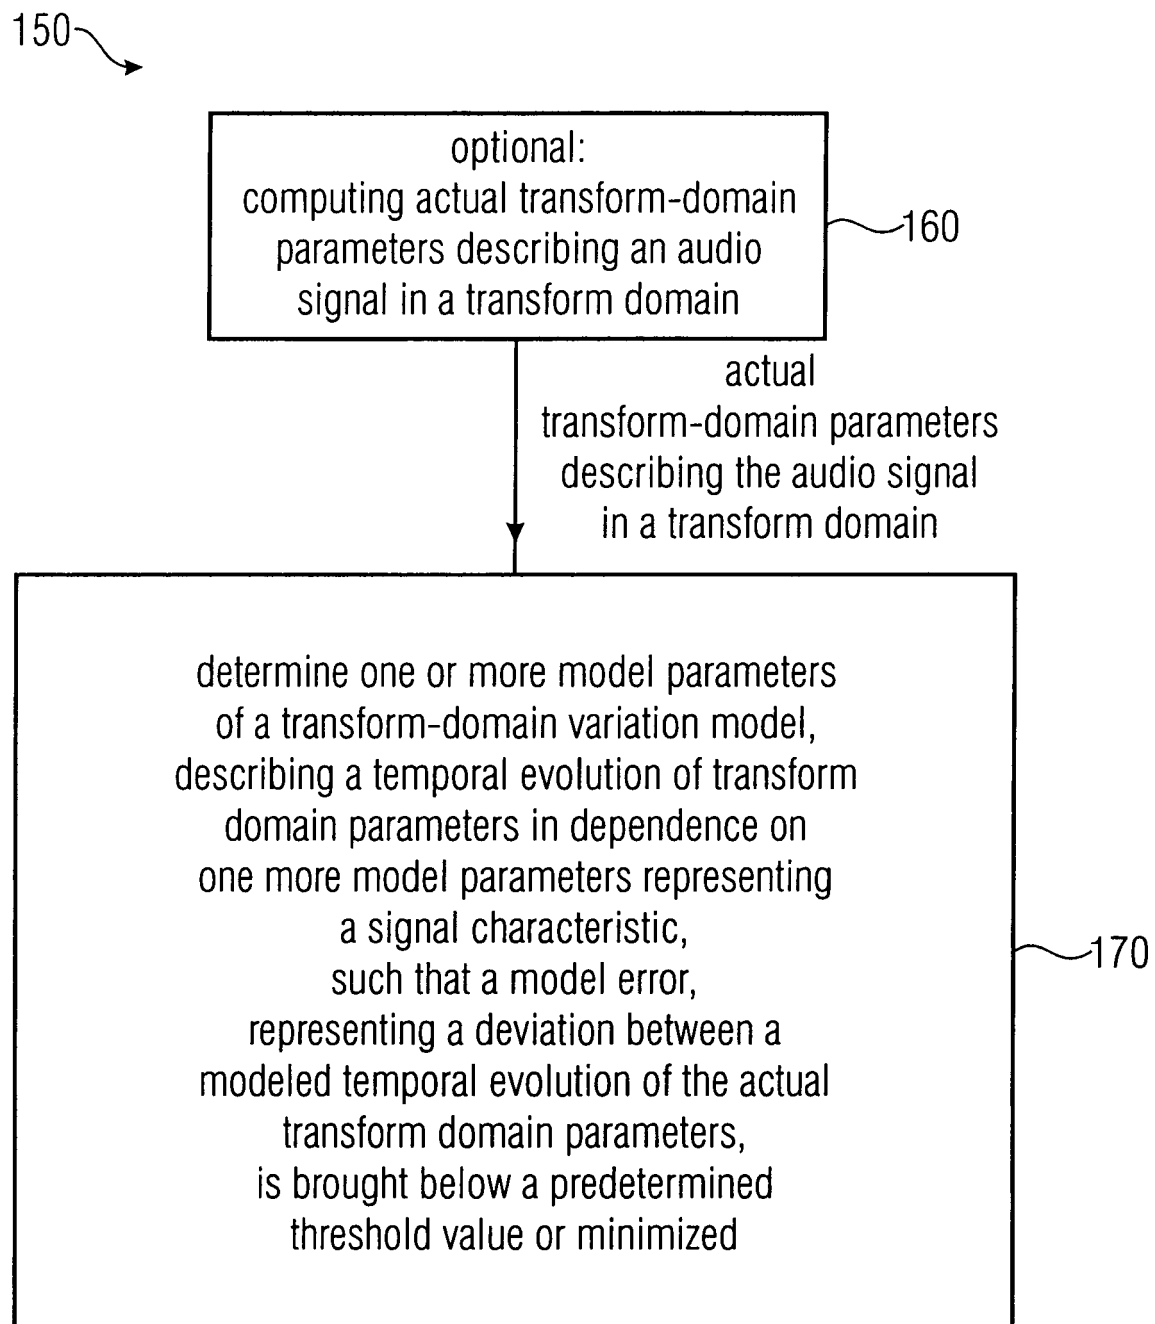 150
optional:
computing actual transform-domain
parameters describing an audio
signal in a transform domain
160
actual
transform-domain parameters
describing the audio signal
in a transform domain
determine one or more model parameters
of a transform-domain variation model,
describing a temporal evolution of transform
domain parameters in dependence on
one more model parameters representing
a signal characteristic,
such that a model error,
representing a deviation between a
modeled temporal evolution of the actual
transform domain parameters,
is brought below a predetermined
threshold value or minimized
170